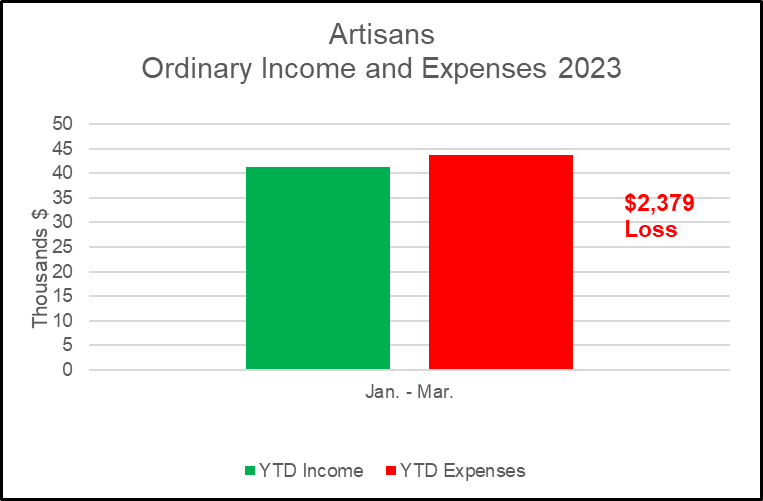 Artisans
Ordinary Income and Expenses 2023
50
45
40
35
30
25
20
15
10
5
0
Thousands $
$2,379
Loss
Jan. - Mar.
YTD Income
YTD Expenses